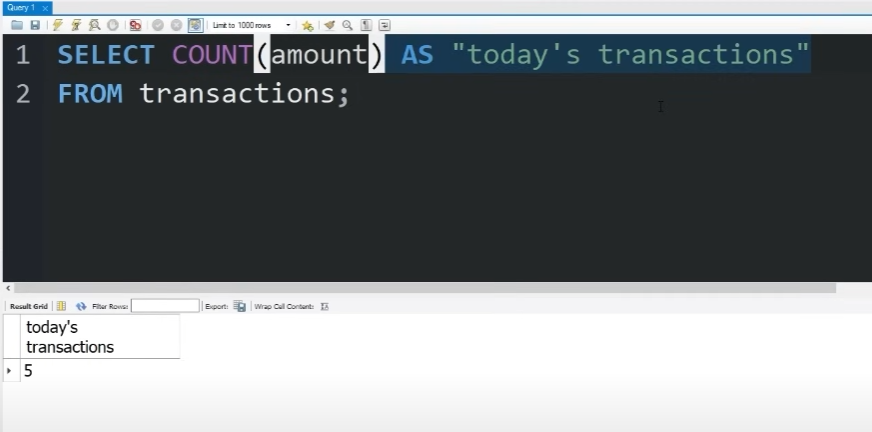 Query 1
Limit to 1000 rows
1 SELECT COUNT(amount) AS "today's transactions"
2 FROM transactions;
Result Grid Filter Rows: Export: Wrap Cell Content:
today's
transactions
5